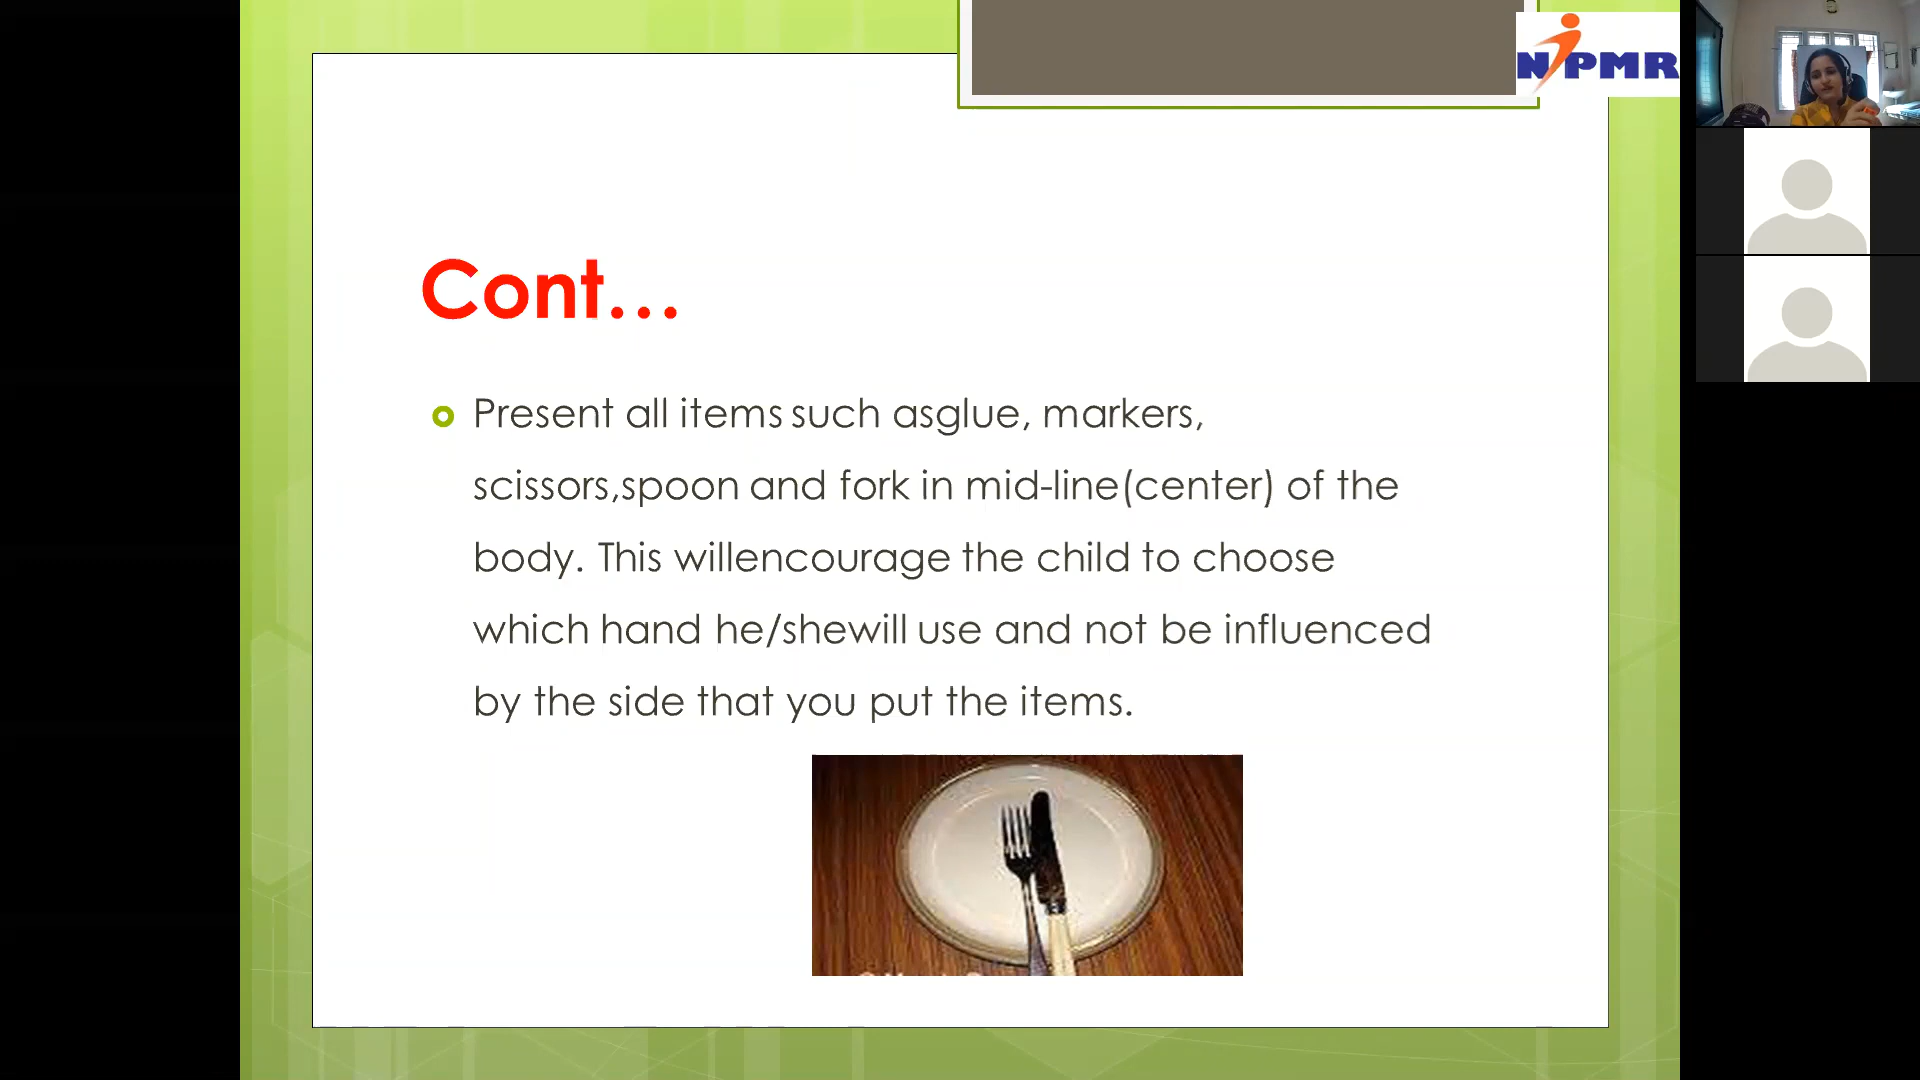 NIPMR
Cont...
Present all items such asglue, markers,
scissors,spoon and fork in mid-line(center) of the
body. This willencourage the child to choose
which hand he/shewill use and not be influenced
by the side that you put the items.